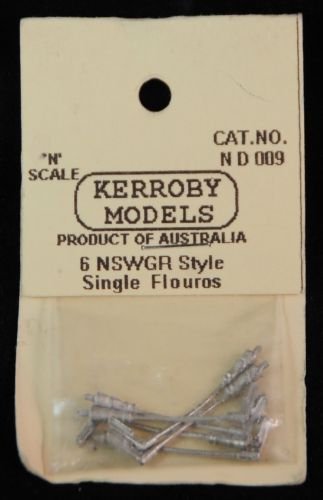 'N'
SCALE
CAT.NO.
N D 009
KERROBY
MODELS
PRODUCT OF AUSTRALIA
6 NSWGR Style
Single Flouros